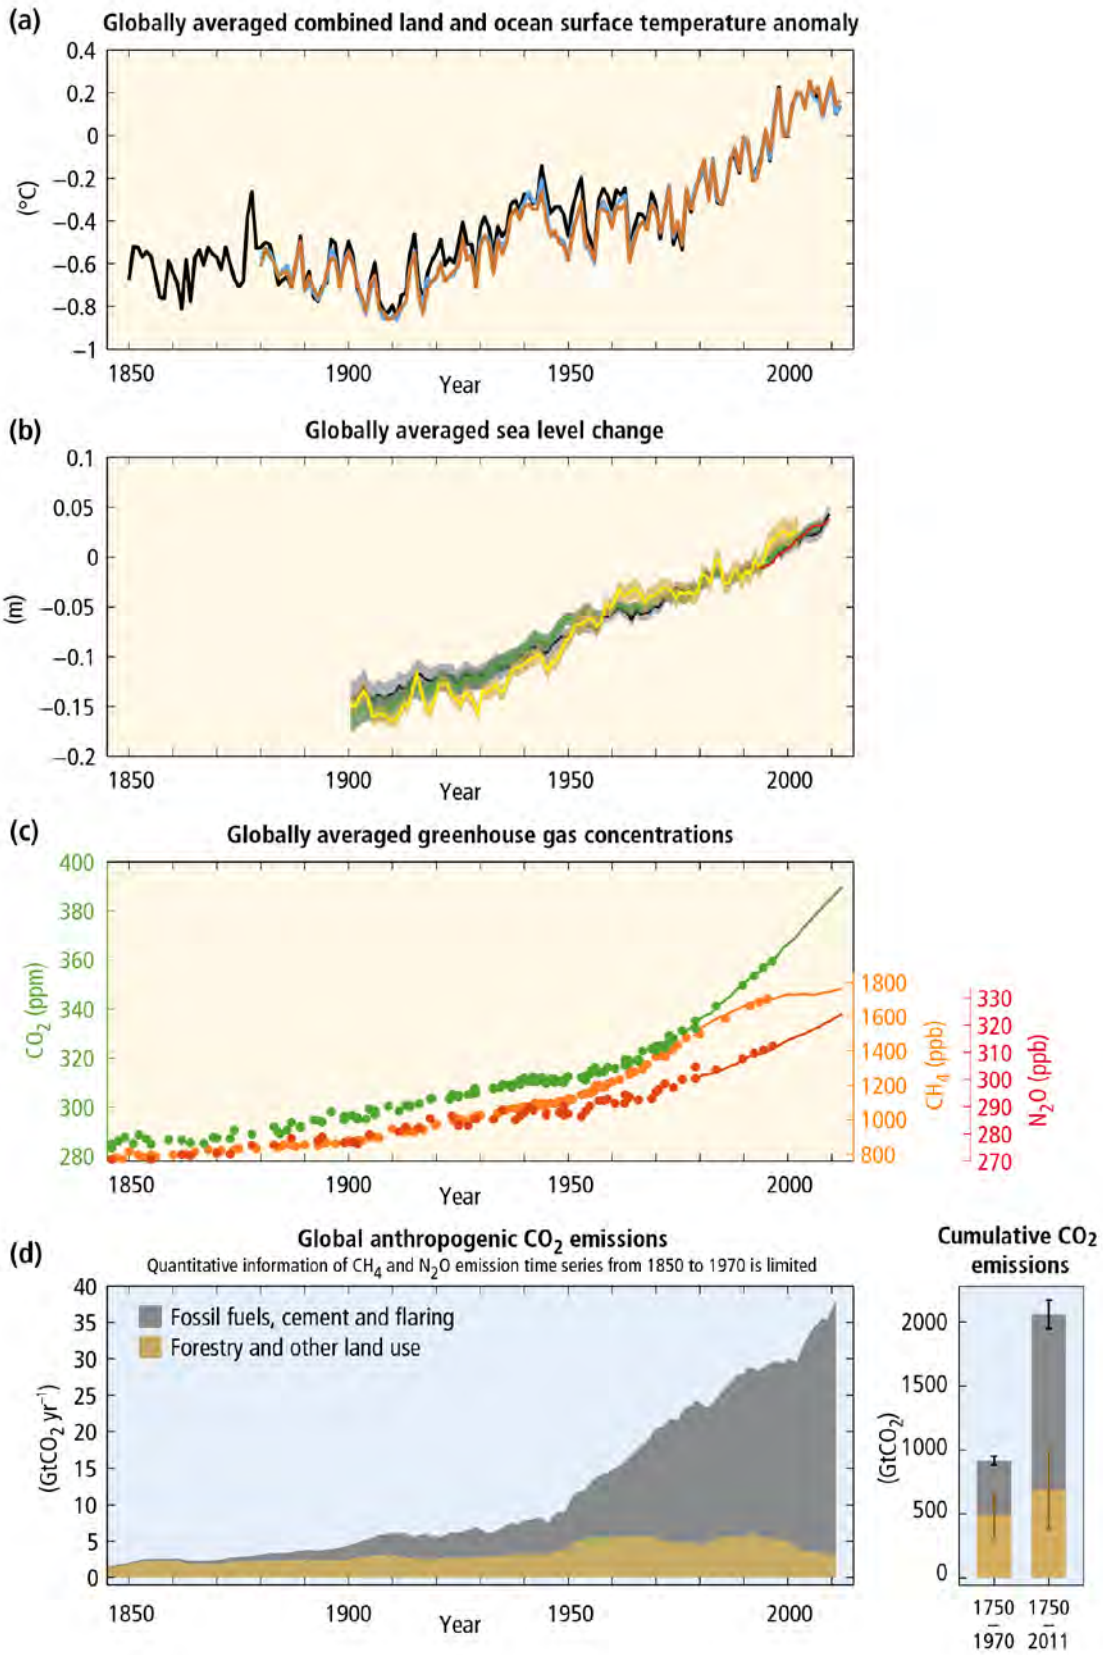 (a) Globally averaged combined land and ocean surface temperature anomaly
0.4
0.2
0
−0.2
−0.4
−0.6
−0.8
−1
(°C)
1850 1900 1950 2000
Year
(b) Globally averaged sea level change
0.1
0.05
0
−0.05
−0.1
−0.15
−0.2
(m)
1850 1900 1950 2000
Year
(c) Globally averaged greenhouse gas concentrations
400
380
360
340
320
300
280
CO₂ (ppm)
1800
1600
1400
1200
1000
800
CH₄ (ppb)
330
320
310
300
290
280
270
N₂O (ppb)
1850 1900 1950 2000
Year
(d) Global anthropogenic CO₂ emissions
Quantitative information of CH₄ and N₂O emission time series from 1850 to 1970 is limited
40
35
30
25
20
15
10
5
0
(GtCO₂ yr⁻¹)
Fossil fuels, cement and flaring
Forestry and other land use
1850 1900 1950 2000
Year
Cumulative CO₂
emissions
2000
1500
1000
500
0
(GtCO₂)
1750 1750
– –
1970 2011